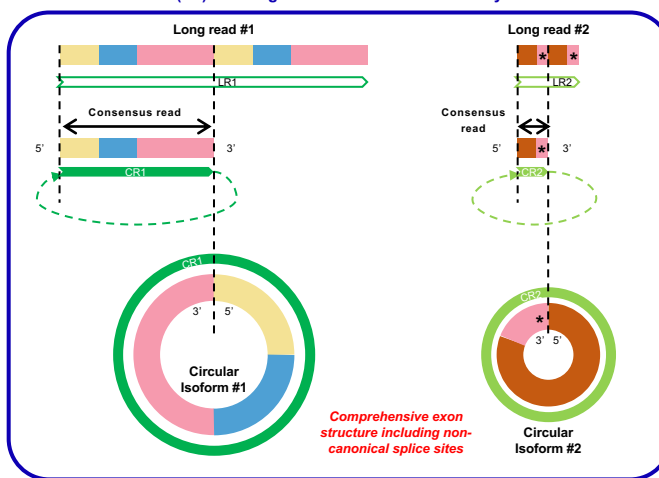 Long read #1
Long read #2
LR1
LR2
Consensus read
Consensus
read
5’
3’
5’
*
3’
CR1
CR2
CR1
CR2
3’
5’
*
3’
5’
Circular
Isoform #1
Comprehensive exon
structure including non-
canonical splice sites
Circular
Isoform #2